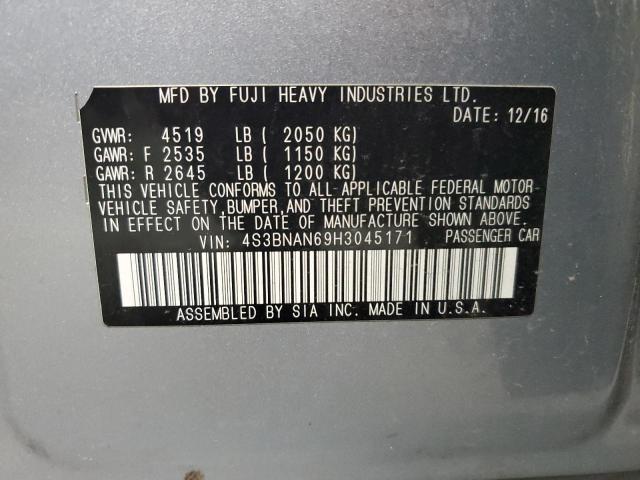 MFD BY FUJI HEAVY INDUSTRIES LTD.
DATE: 12/16
GVWR: 4519 LB ( 2050 KG)
GAWR: F 2535 LB ( 1150 KG)
GAWR: R 2645 LB ( 1200 KG)
THIS VEHICLE CONFORMS TO ALL APPLICABLE FEDERAL MOTOR-
VEHICLE SAFETY, BUMPER, AND THEFT PREVENTION STANDARDS
IN EFFECT ON THE DATE OF MANUFACTURE SHOWN ABOVE.
VIN: 4S3BNAN69H3045171 PASSENGER CAR
ASSEMBLED BY SIA INC. MADE IN U.S.A.